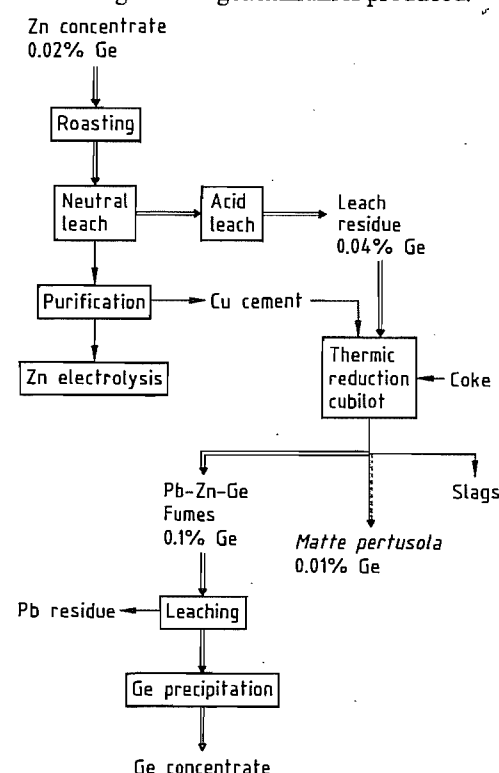 Zn concentrate
0.02% Ge
Roasting
Neutral
leach
Acid
leach
Leach
residue
0.04% Ge
Purification
Cu cement
Zn electrolysis
Thermic
reduction
cubilot
Coke
Pb-Zn-Ge
Fumes
0.1% Ge
Matte pertusola
0.01% Ge
Slags
Pb residue
Leaching
Ge precipitation
Ge concentrate